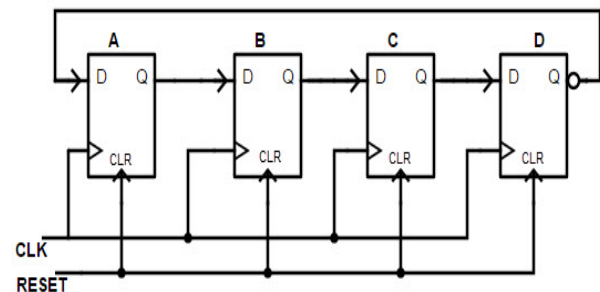 A B C D
D Q D Q D Q D Q
CLR CLR CLR CLR
CLK
RESET